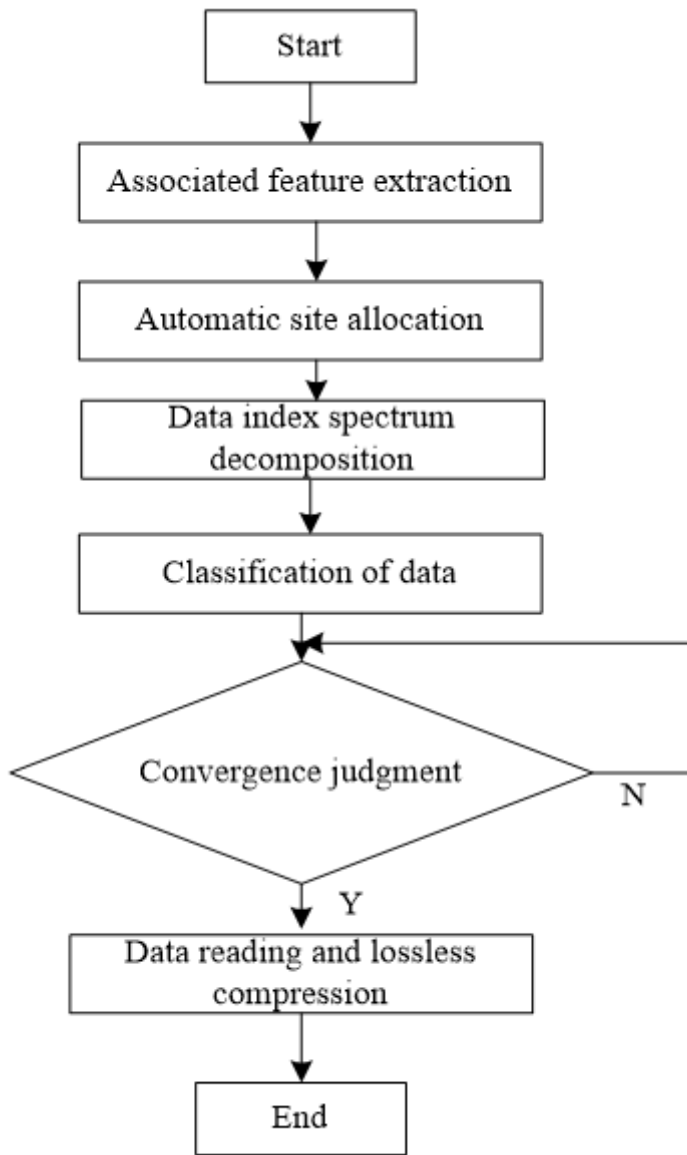 Start
Associated feature extraction
Automatic site allocation
Data index spectrum
decomposition
Classification of data
Convergence judgment
N
Y
Data reading and lossless
compression
End